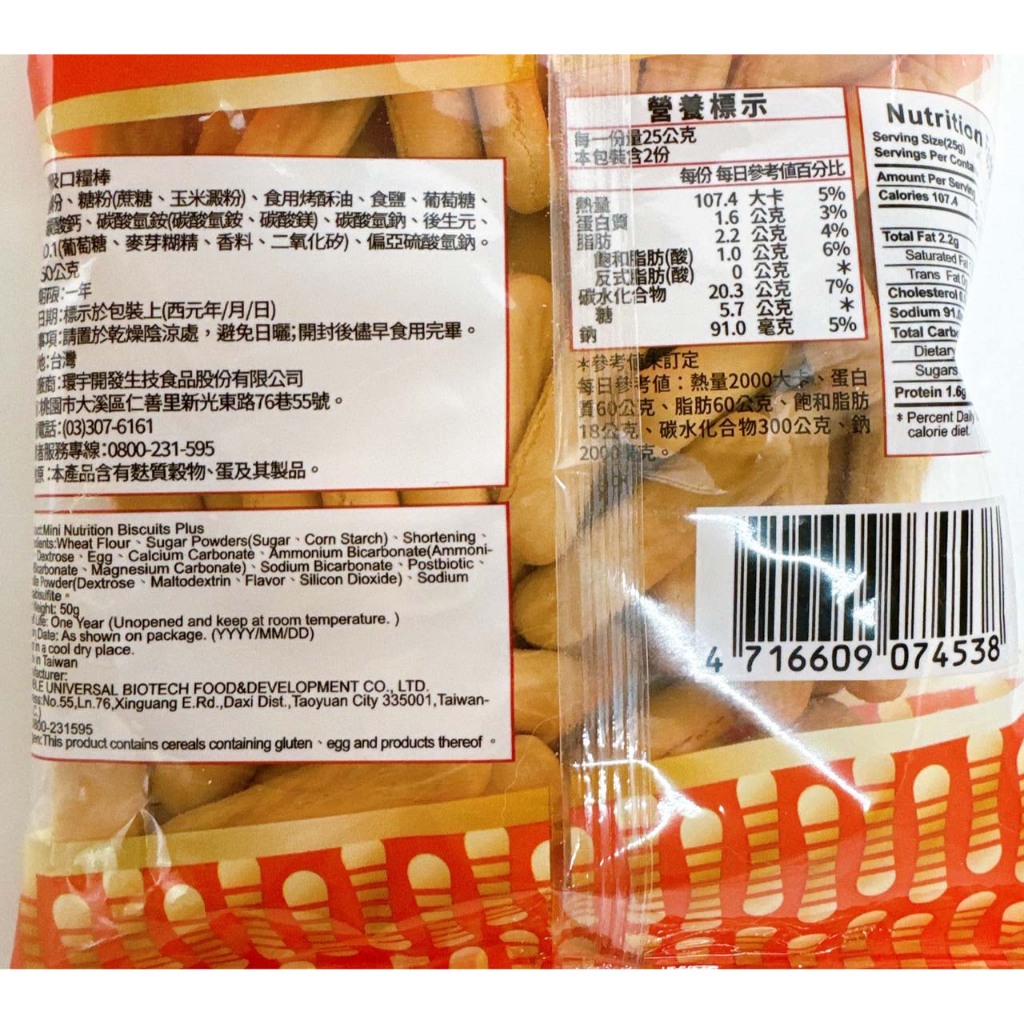 口糧棒
糖粉(蔗糖、玉米澱粉)、食用烤酥油、食鹽、葡萄糖、
酸鈣、碳酸氫銨(碳酸氫銨、碳酸鎂)、碳酸氫鈉、後生元、
0.1(葡萄糖、麥芽糊精、香料、二氧化矽)、偏亞硫酸氫鈉。
50公克
限:一年
日期:標示於包裝上(西元年/月/日)
事項:請置於乾燥陰涼處，避免日曬;開封後儘早食用完畢。
地:台灣
廠商:環宇開發生技食品股份有限公司
桃園市大溪區仁善里新光東路76巷55號。
電話:(03)307-6161
者服務專線:0800-231-595
:本產品含有麩質穀物、蛋及其製品。
Mini Nutrition Biscuits Plus
ents:Wheat Flour、Sugar Powders(Sugar、Corn Starch)、Shortening、
Dextrose、Egg、Calcium Carbonate、Ammonium Bicarbonate(Ammoni-
Bicarbonate、Magnesium Carbonate)、Sodium Bicarbonate、Postbiotic、
Powder(Dextrose、Maltodextrin、Flavor、Silicon Dioxide)、Sodium
eight: 50g
Life: One Year (Unopened and keep at room temperature. )
Date: As shown on package. (YYYY/MM/DD)
in a cool dry place.
in Taiwan
facturer:
UNIVERSAL BIOTECH FOOD&DEVELOPMENT CO., LTD.
No.55,Ln.76,Xinguang E.Rd.,Daxi Dist.,Taoyuan City 335001,Taiwan-
800-231595
This product contains cereals containing gluten、egg and products thereof。
營養標示
每一份量25公克
本包裝含2份
每份 每日參考值百分比
熱量 107.4 大卡 5%
蛋白質 1.6 公克 3%
脂肪 2.2 公克 4%
飽和脂肪(酸) 1.0 公克 6%
反式脂肪(酸) 0 公克 *
碳水化合物 20.3 公克 7%
糖 5.7 公克 *
鈉 91.0 毫克 5%
*參考值未訂定
每日參考值：熱量2000大卡、蛋白
質60公克、脂肪60公克、飽和脂肪
18公克、碳水化合物300公克、鈉
2000毫克。
Nutrition
Serving Size(25g)
Servings Per Conta
Amount Per Serving
Calories 107.4
Total Fat 2.2g
Saturated Fat
Trans Fat
Cholesterol
Sodium 91.
Total Carb
Dietary
Sugars
Protein 1.6g
* Percent Daily
calorie diet.
4 716609 074538